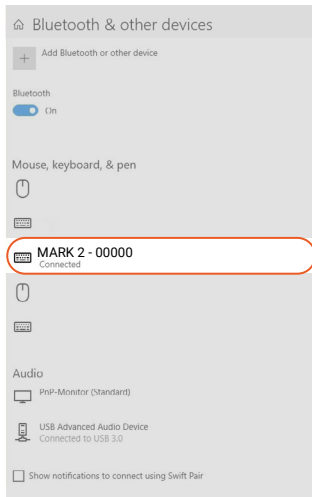 Bluetooth & other devices
Add Bluetooth or other device
Bluetooth
On
Mouse, keyboard, & pen
MARK 2 - 00000
Connected
Audio
PnP-Monitor (Standard)
USB Advanced Audio Device
Connected to USB 3.0
Show notifications to connect using Swift Pair